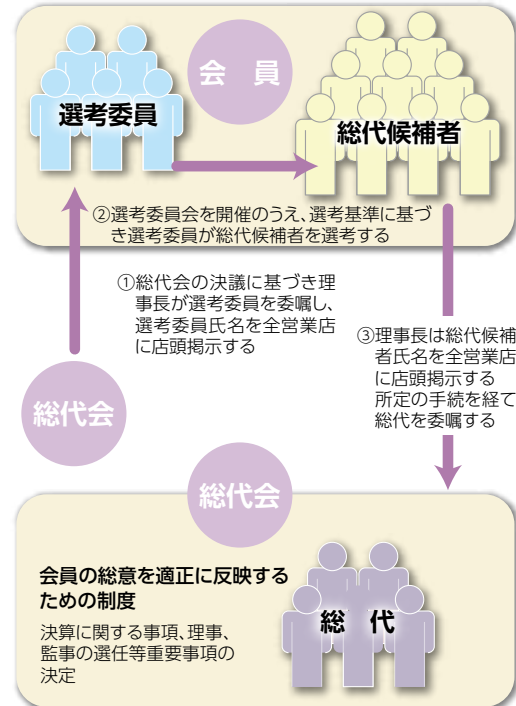 会 員
選考委員
総代候補者
②選考委員会を開催のうえ、選考基準に基づ
き選考委員が総代候補者を選考する
①総代会の決議に基づき理
事長が選考委員を委嘱し、
選考委員氏名を全営業店
に店頭掲示する
③理事長は総代候補
者氏名を全営業店
に店頭掲示する
所定の手続を経て
総代を委嘱する
総代会
総代会
会員の総意を適正に反映する
ための制度
決算に関する事項、理事、
監事の選任等重要事項の
決定
総 代